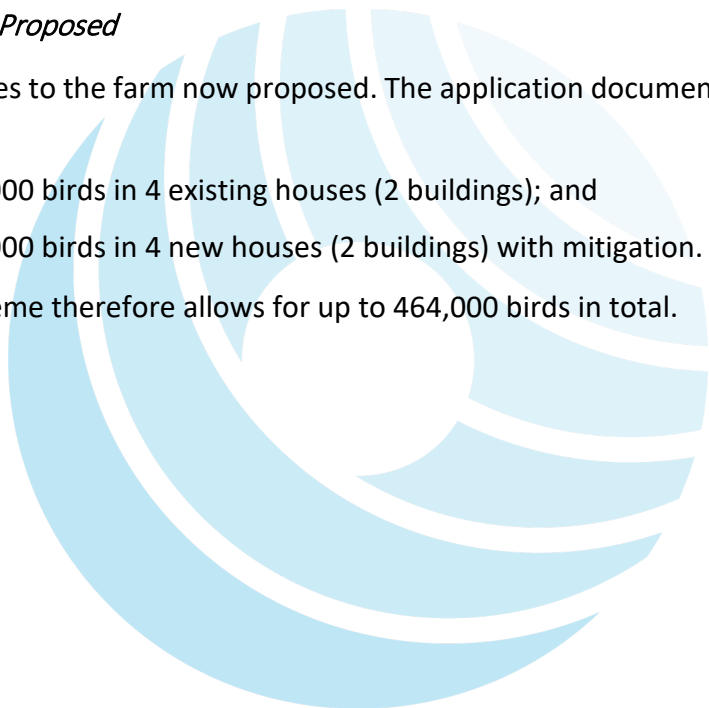 Proposed
es to the farm now proposed. The application documen
000 birds in 4 existing houses (2 buildings); and
000 birds in 4 new houses (2 buildings) with mitigation.
eme therefore allows for up to 464,000 birds in total.